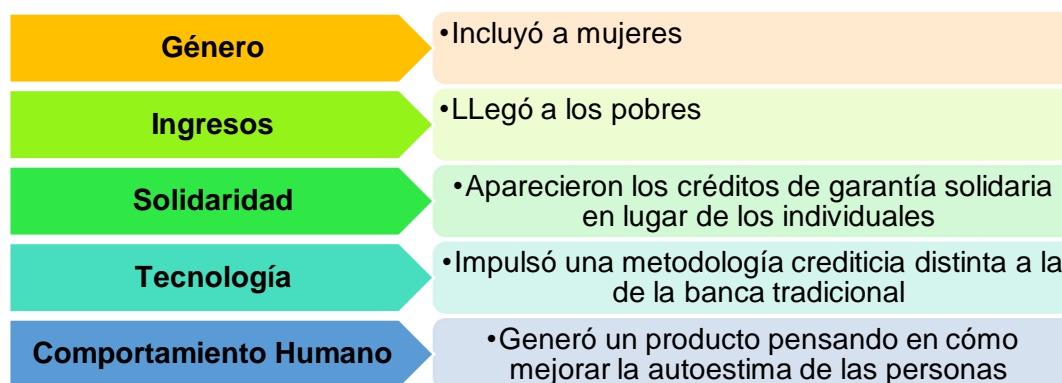 Género
•Incluyó a mujeres
Ingresos
•LLegó a los pobres
Solidaridad
•Aparecieron los créditos de garantía solidaria
en lugar de los individuales
Tecnología
•Impulsó una metodología crediticia distinta a la
de la banca tradicional
Comportamiento Humano
•Generó un producto pensando en cómo
mejorar la autoestima de las personas